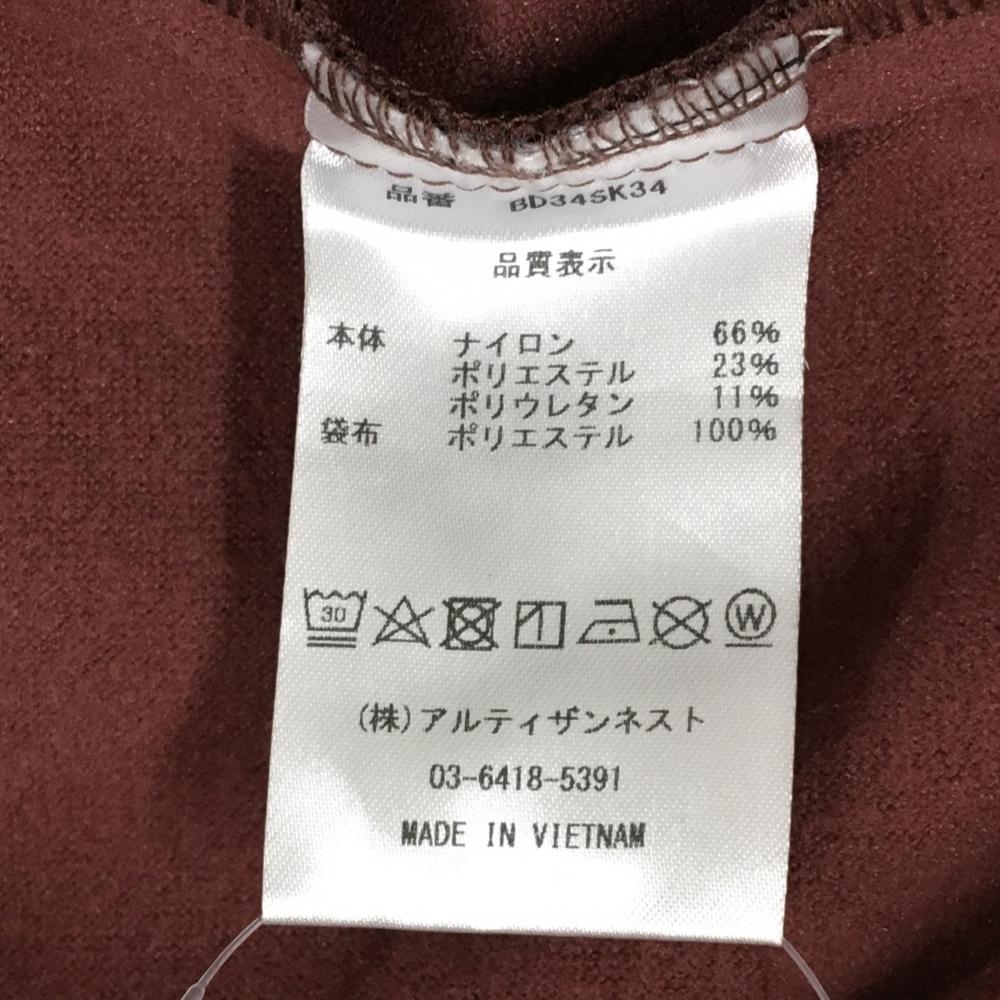 品番 BD34SK34
品質表示
本体 ナイロン 66%
ポリエステル 23%
ポリウレタン 11%
袋布 ポリエステル 100%
30 W
(株)アルティザンネスト
03-6418-5391
MADE IN VIETNAM